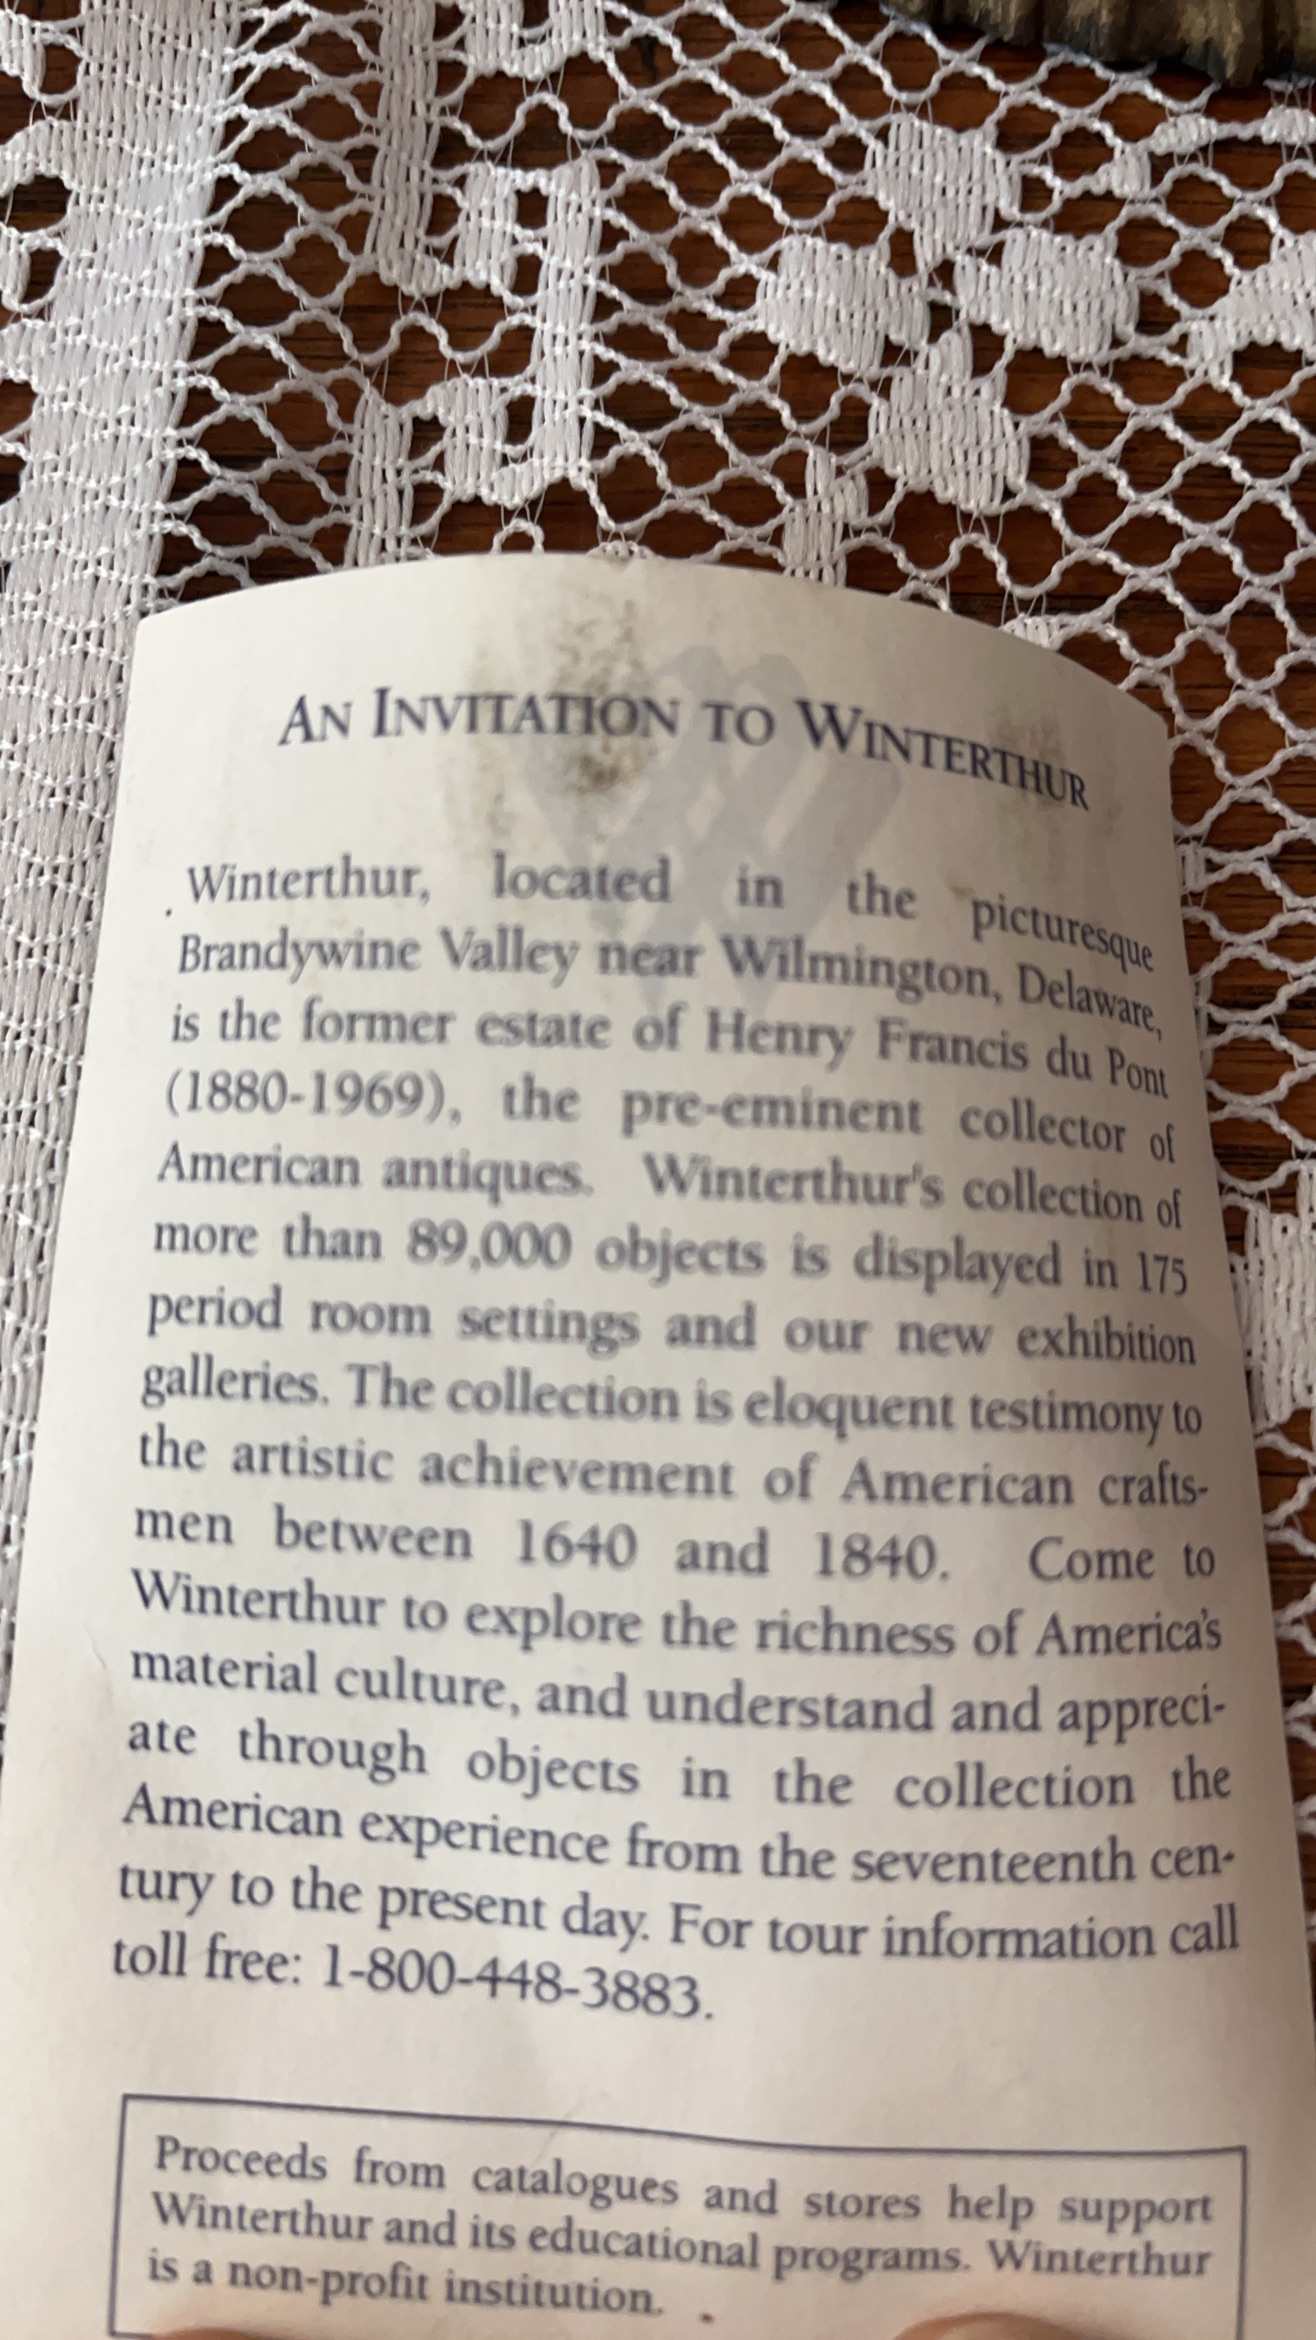 AN INVITATION TO WINTERTHUR
Winterthur, located in the picturesque
Brandywine Valley near Wilmington, Delaware,
is the former estate of Henry Francis du Pont
(1880-1969), the pre-eminent collector of
American antiques. Winterthur's collection of
more than 89,000 objects is displayed in 175
period room settings and our new exhibition
galleries. The collection is eloquent testimony to
the artistic achievement of American crafts-
men between 1640 and 1840. Come to
Winterthur to explore the richness of America's
material culture, and understand and appreci-
ate through objects in the collection the
American experience from the seventeenth cen-
tury to the present day. For tour information call
toll free: 1-800-448-3883.
Proceeds from catalogues and stores help support
Winterthur and its educational programs. Winterthur
is a non-profit institution.